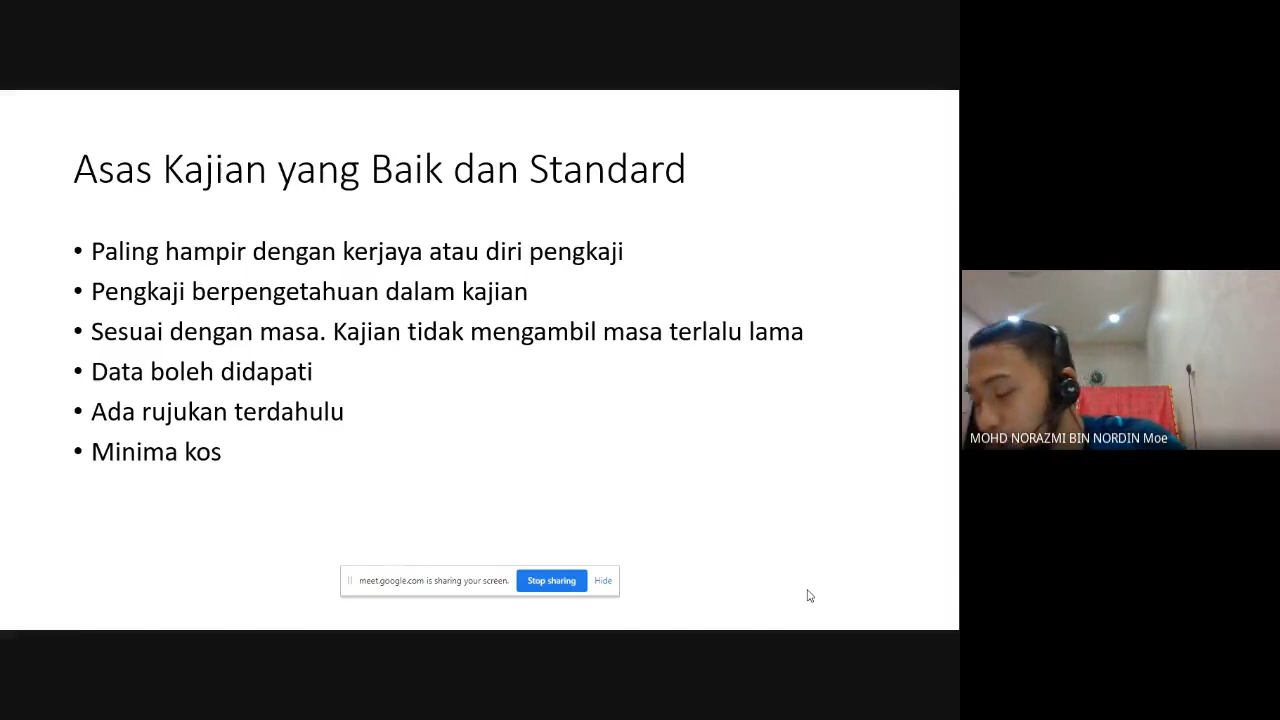 Asas Kajian yang Baik dan Standard
• Paling hampir dengan kerjaya atau diri pengkaji
• Pengkaji berpengetahuan dalam kajian
• Sesuai dengan masa. Kajian tidak mengambil masa terlalu lama
• Data boleh didapati
• Ada rujukan terdahulu
• Minima kos
MOHD NORAZMI BIN NORDIN Moe
meet.google.com is sharing your screen. Stop sharing Hide